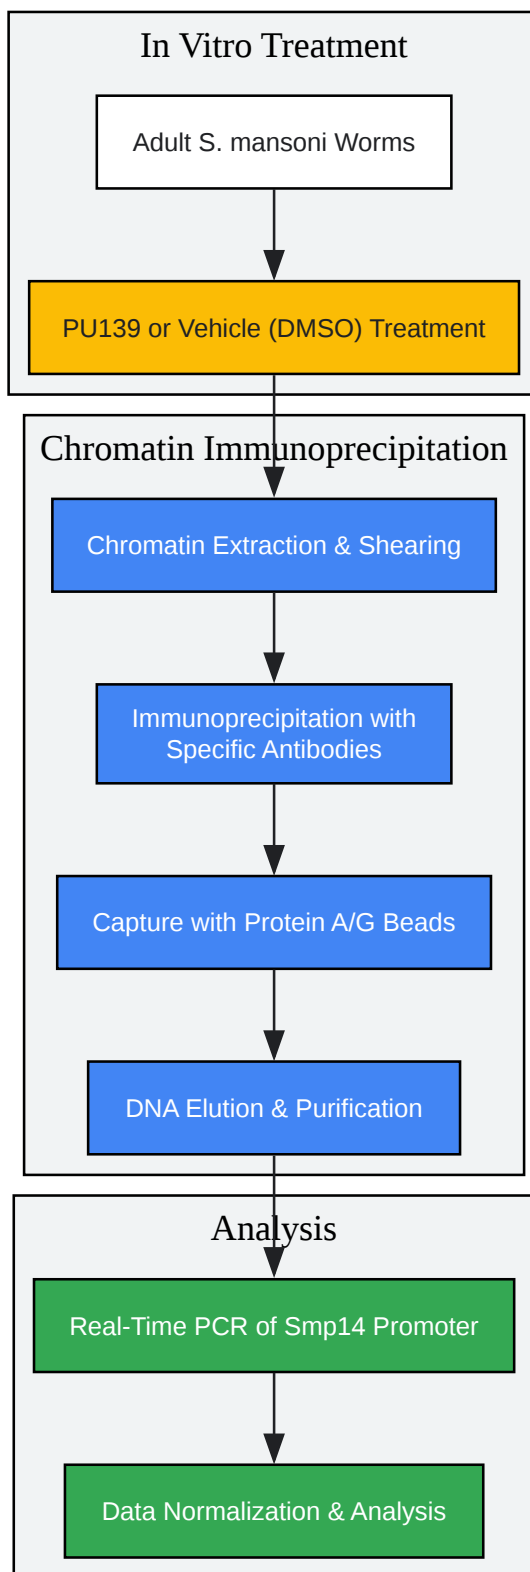 In Vitro Treatment
Adult S. mansoni Worms
PU139 or Vehicle (DMSO) Treatment
Chromatin Immunoprecipitation
Chromatin Extraction & Shearing
Immunoprecipitation with
Specific Antibodies
Capture with Protein A/G Beads
DNA Elution & Purification
Analysis
Real-Time PCR of Smp14 Promoter
Data Normalization & Analysis